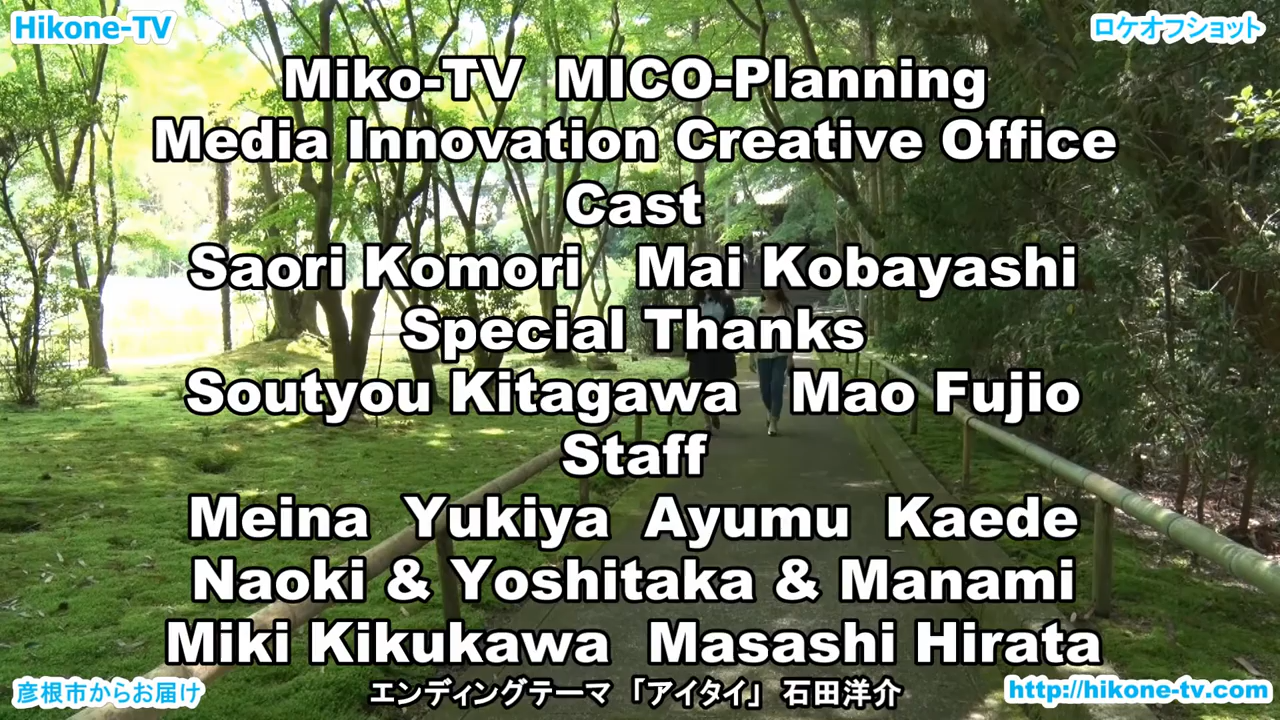 Hikone-TV
ロケオフショット
Miko-TV MICO-Planning
Media Innovation Creative Office
Cast
Saori Komori Mai Kobayashi
Special Thanks
Soutyou Kitagawa Mao Fujio
Staff
Meina Yukiya Ayumu Kaede
Naoki & Yoshitaka & Manami
Miki Kikukawa Masashi Hirata
彦根市からお届け
エンディングテーマ 「アイタイ」 石田洋介
http://hikone-tv.com